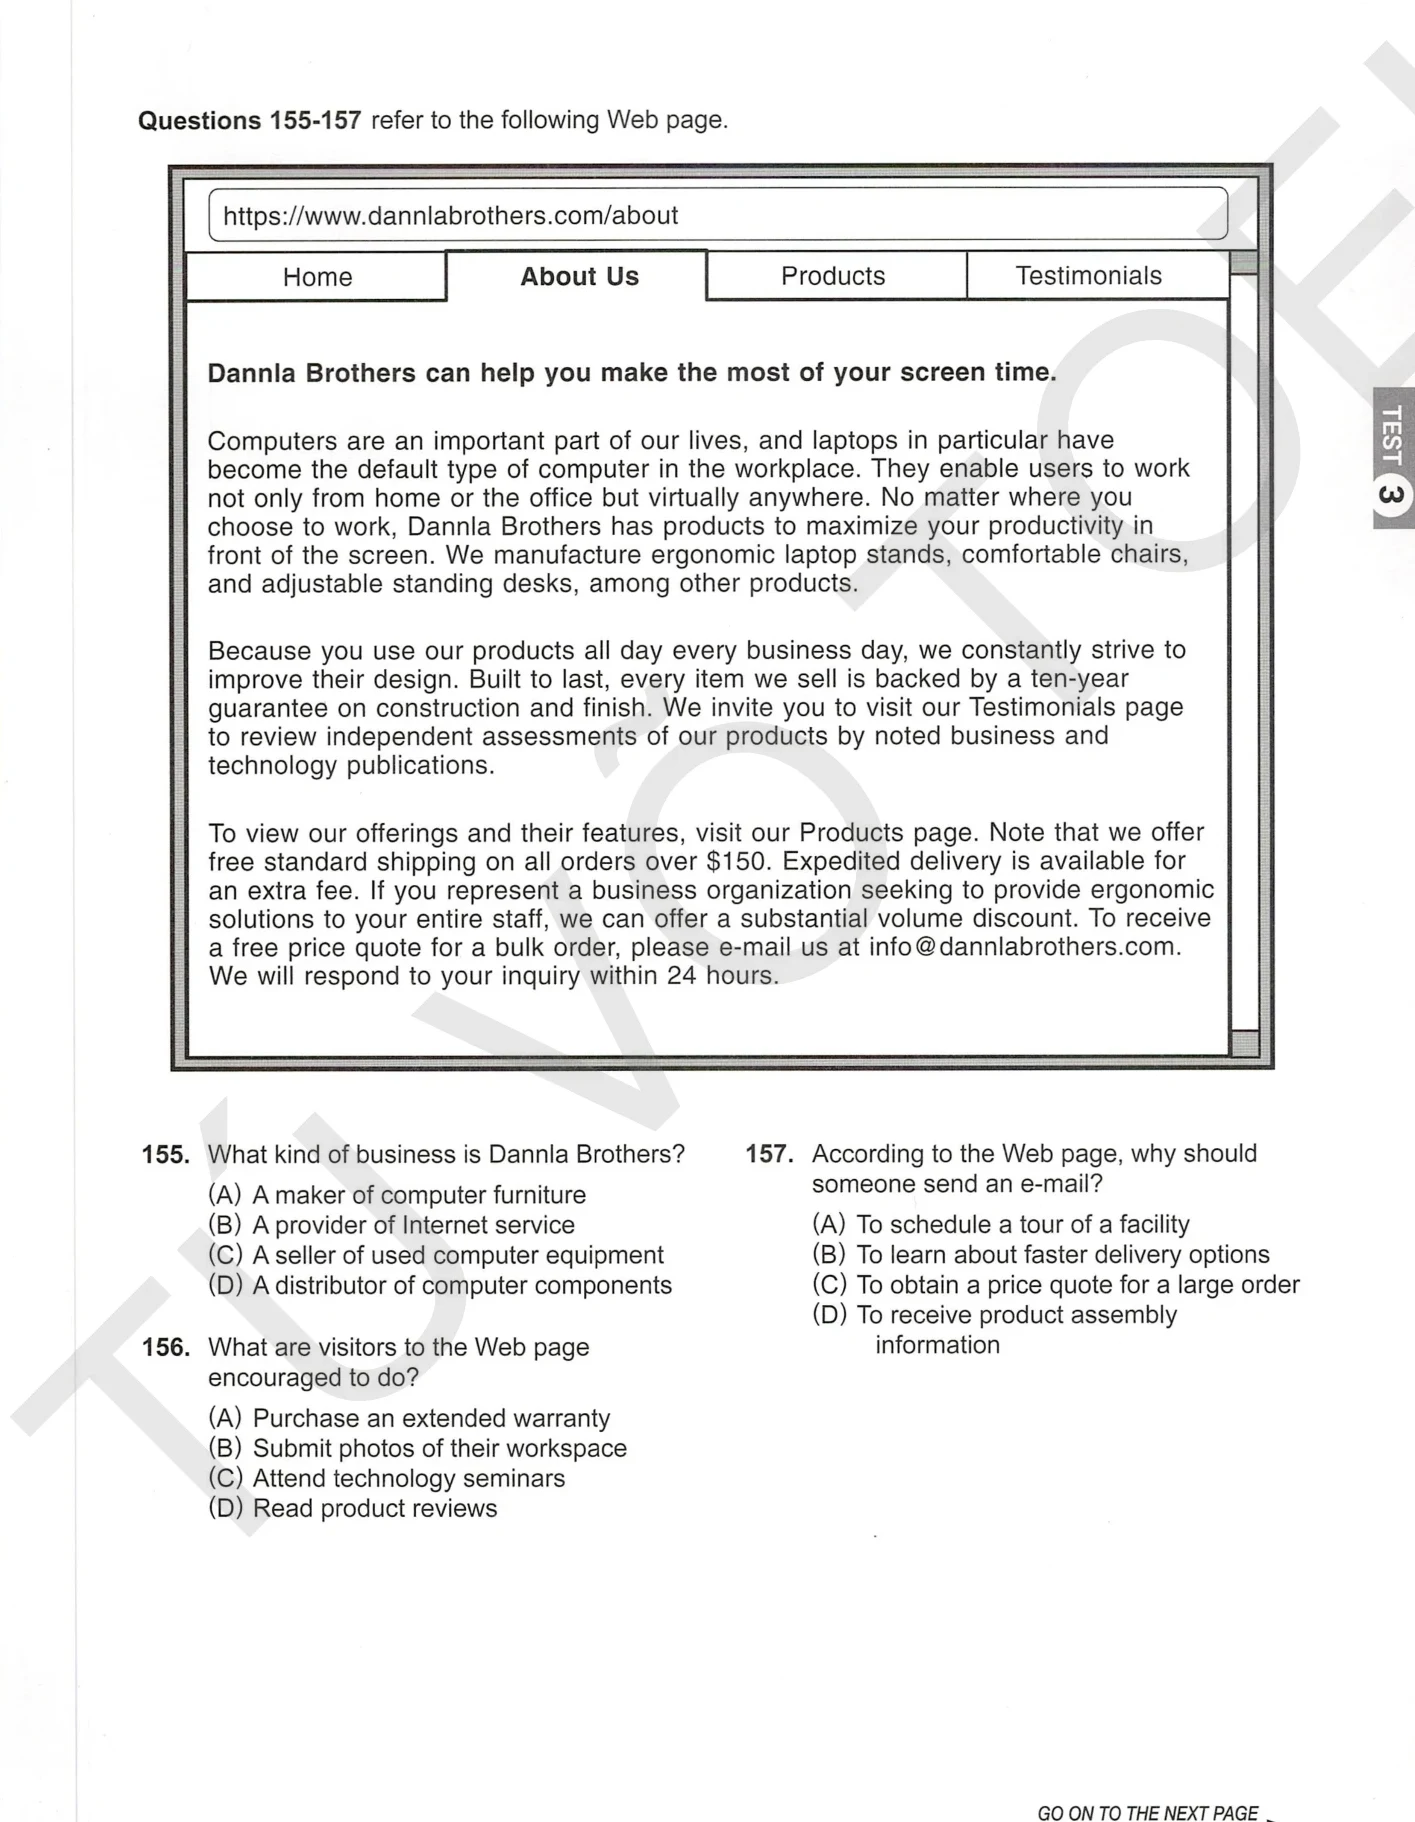 Questions 155-157 refer to the following Web page.
https://www.dannlabrothers.com/about
Home
About Us
Products
Testimonials
Dannla Brothers can help you make the most of your screen time.
Computers are an important part of our lives, and laptops in particular have
become the default type of computer in the workplace. They enable users to work
not only from home or the office but virtually anywhere. No matter where you
choose to work, Dannla Brothers has products to maximize your productivity in
front of the screen. We manufacture ergonomic laptop stands, comfortable chairs,
and adjustable standing desks, among other products.
Because you use our products all day every business day, we constantly strive to
improve their design. Built to last, every item we sell is backed by a ten-year
guarantee on construction and finish. We invite you to visit our Testimonials page
to review independent assessments of our products by noted business and
technology publications.
To view our offerings and their features, visit our Products page. Note that we offer
free standard shipping on all orders over $150. Expedited delivery is available for
an extra fee. If you represent a business organization seeking to provide ergonomic
solutions to your entire staff, we can offer a substantial volume discount. To receive
a free price quote for a bulk order, please e-mail us at info@dannlabrothers.com.
We will respond to your inquiry within 24 hours.
155. What kind of business is Dannla Brothers?
(A) A maker of computer furniture
(B) A provider of Internet service
(C) A seller of used computer equipment
(D) A distributor of computer components
156. What are visitors to the Web page
encouraged to do?
(A) Purchase an extended warranty
(B) Submit photos of their workspace
(C) Attend technology seminars
(D) Read product reviews
157. According to the Web page, why should
someone send an e-mail?
(A) To schedule a tour of a facility
(B) To learn about faster delivery options
(C) To obtain a price quote for a large order
(D) To receive product assembly
information
TEST 3
TÚ VÕ TOE
GO ON TO THE NEXT PAGE